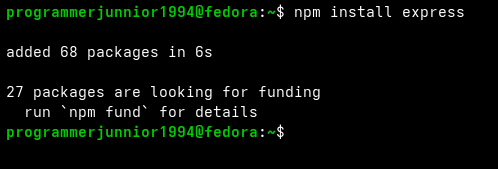 programmerjunnior1994@fedora:~$ npm install express
added 68 packages in 6s
27 packages are looking for funding
run `npm fund` for details
programmerjunnior1994@fedora:~$